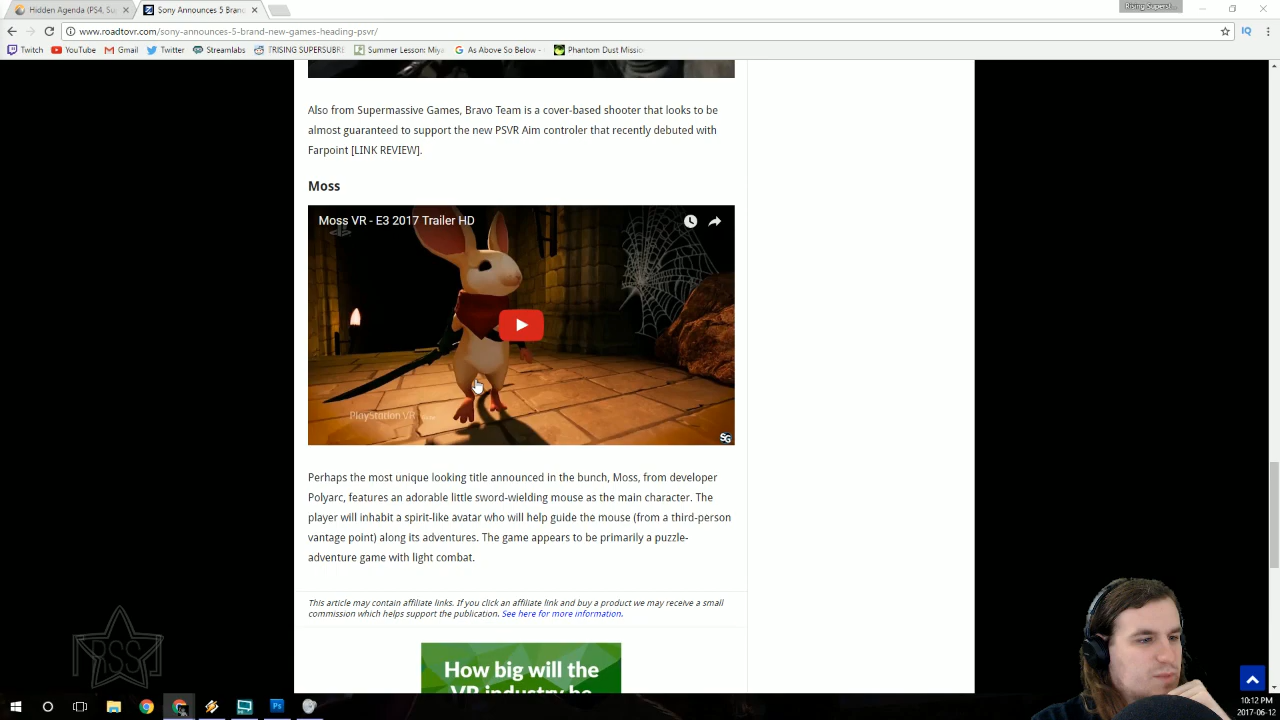 Hidden Agenda (PS4, Su
Sony Announces 5 Bran
Rising Superst...
www.roadtovr.com/sony-announces-5-brand-new-games-heading-psvr/
Twitch YouTube Gmail Twitter Streamlabs TRISING SUPERSUBRE Summer Lesson: Miya As Above So Below - Phantom Dust Missio
IQ
Also from Supermassive Games, Bravo Team is a cover-based shooter that looks to be
almost guaranteed to support the new PSVR Aim controler that recently debuted with
Farpoint [LINK REVIEW].
Moss
Moss VR - E3 2017 Trailer HD
PlayStation VR
SG
Perhaps the most unique looking title announced in the bunch, Moss, from developer
Polyarc, features an adorable little sword-wielding mouse as the main character. The
player will inhabit a spirit-like avatar who will help guide the mouse (from a third-person
vantage point) along its adventures. The game appears to be primarily a puzzle-
adventure game with light combat.
This article may contain affiliate links. If you click an affiliate link and buy a product we may receive a small
commission which helps support the publication. See here for more information.
How big will the
VR industry be
RSS
Ps
10:12 PM
2017-06-12